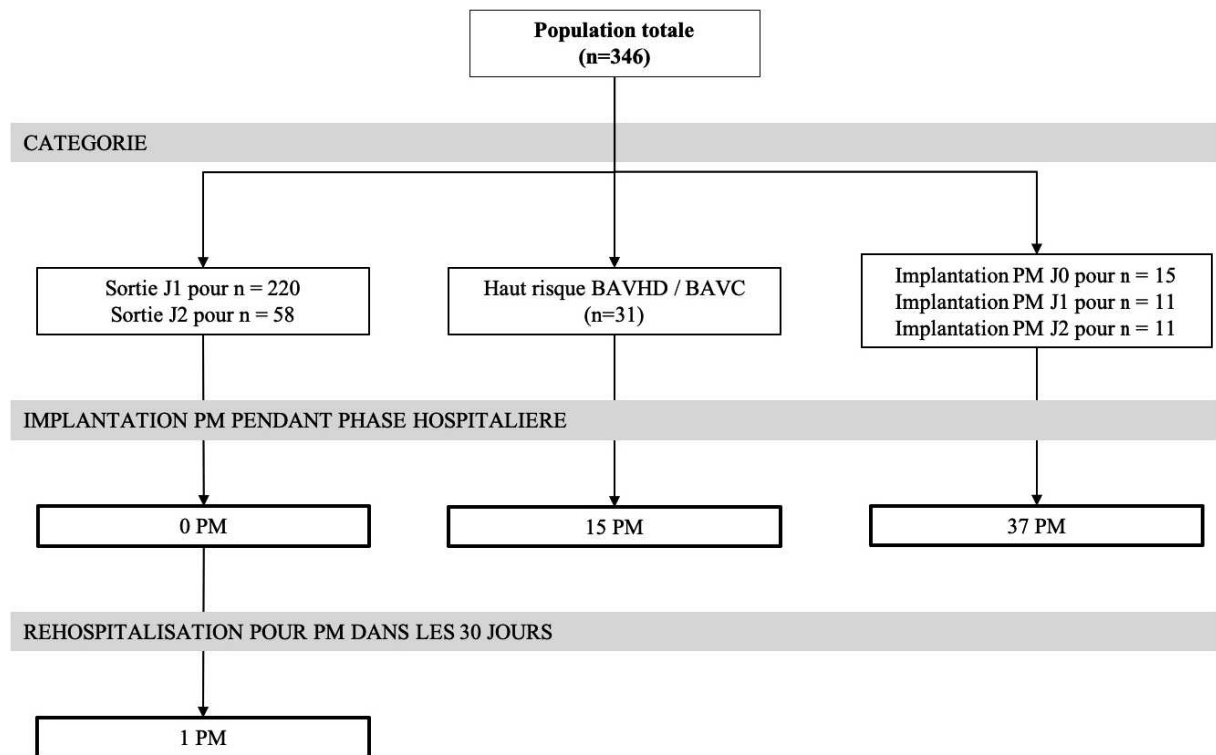 Population totale
(n=346)
CATEGORIE
Sortie J1 pour n = 220
Sortie J2 pour n = 58
Haut risque BAVHD / BAVC
(n=31)
Implantation PM J0 pour n = 15
Implantation PM J1 pour n = 11
Implantation PM J2 pour n = 11
IMPLANTATION PM PENDANT PHASE HOSPITALIERE
0 PM
15 PM
37 PM
REHOSPITALISATION POUR PM DANS LES 30 JOURS
1 PM